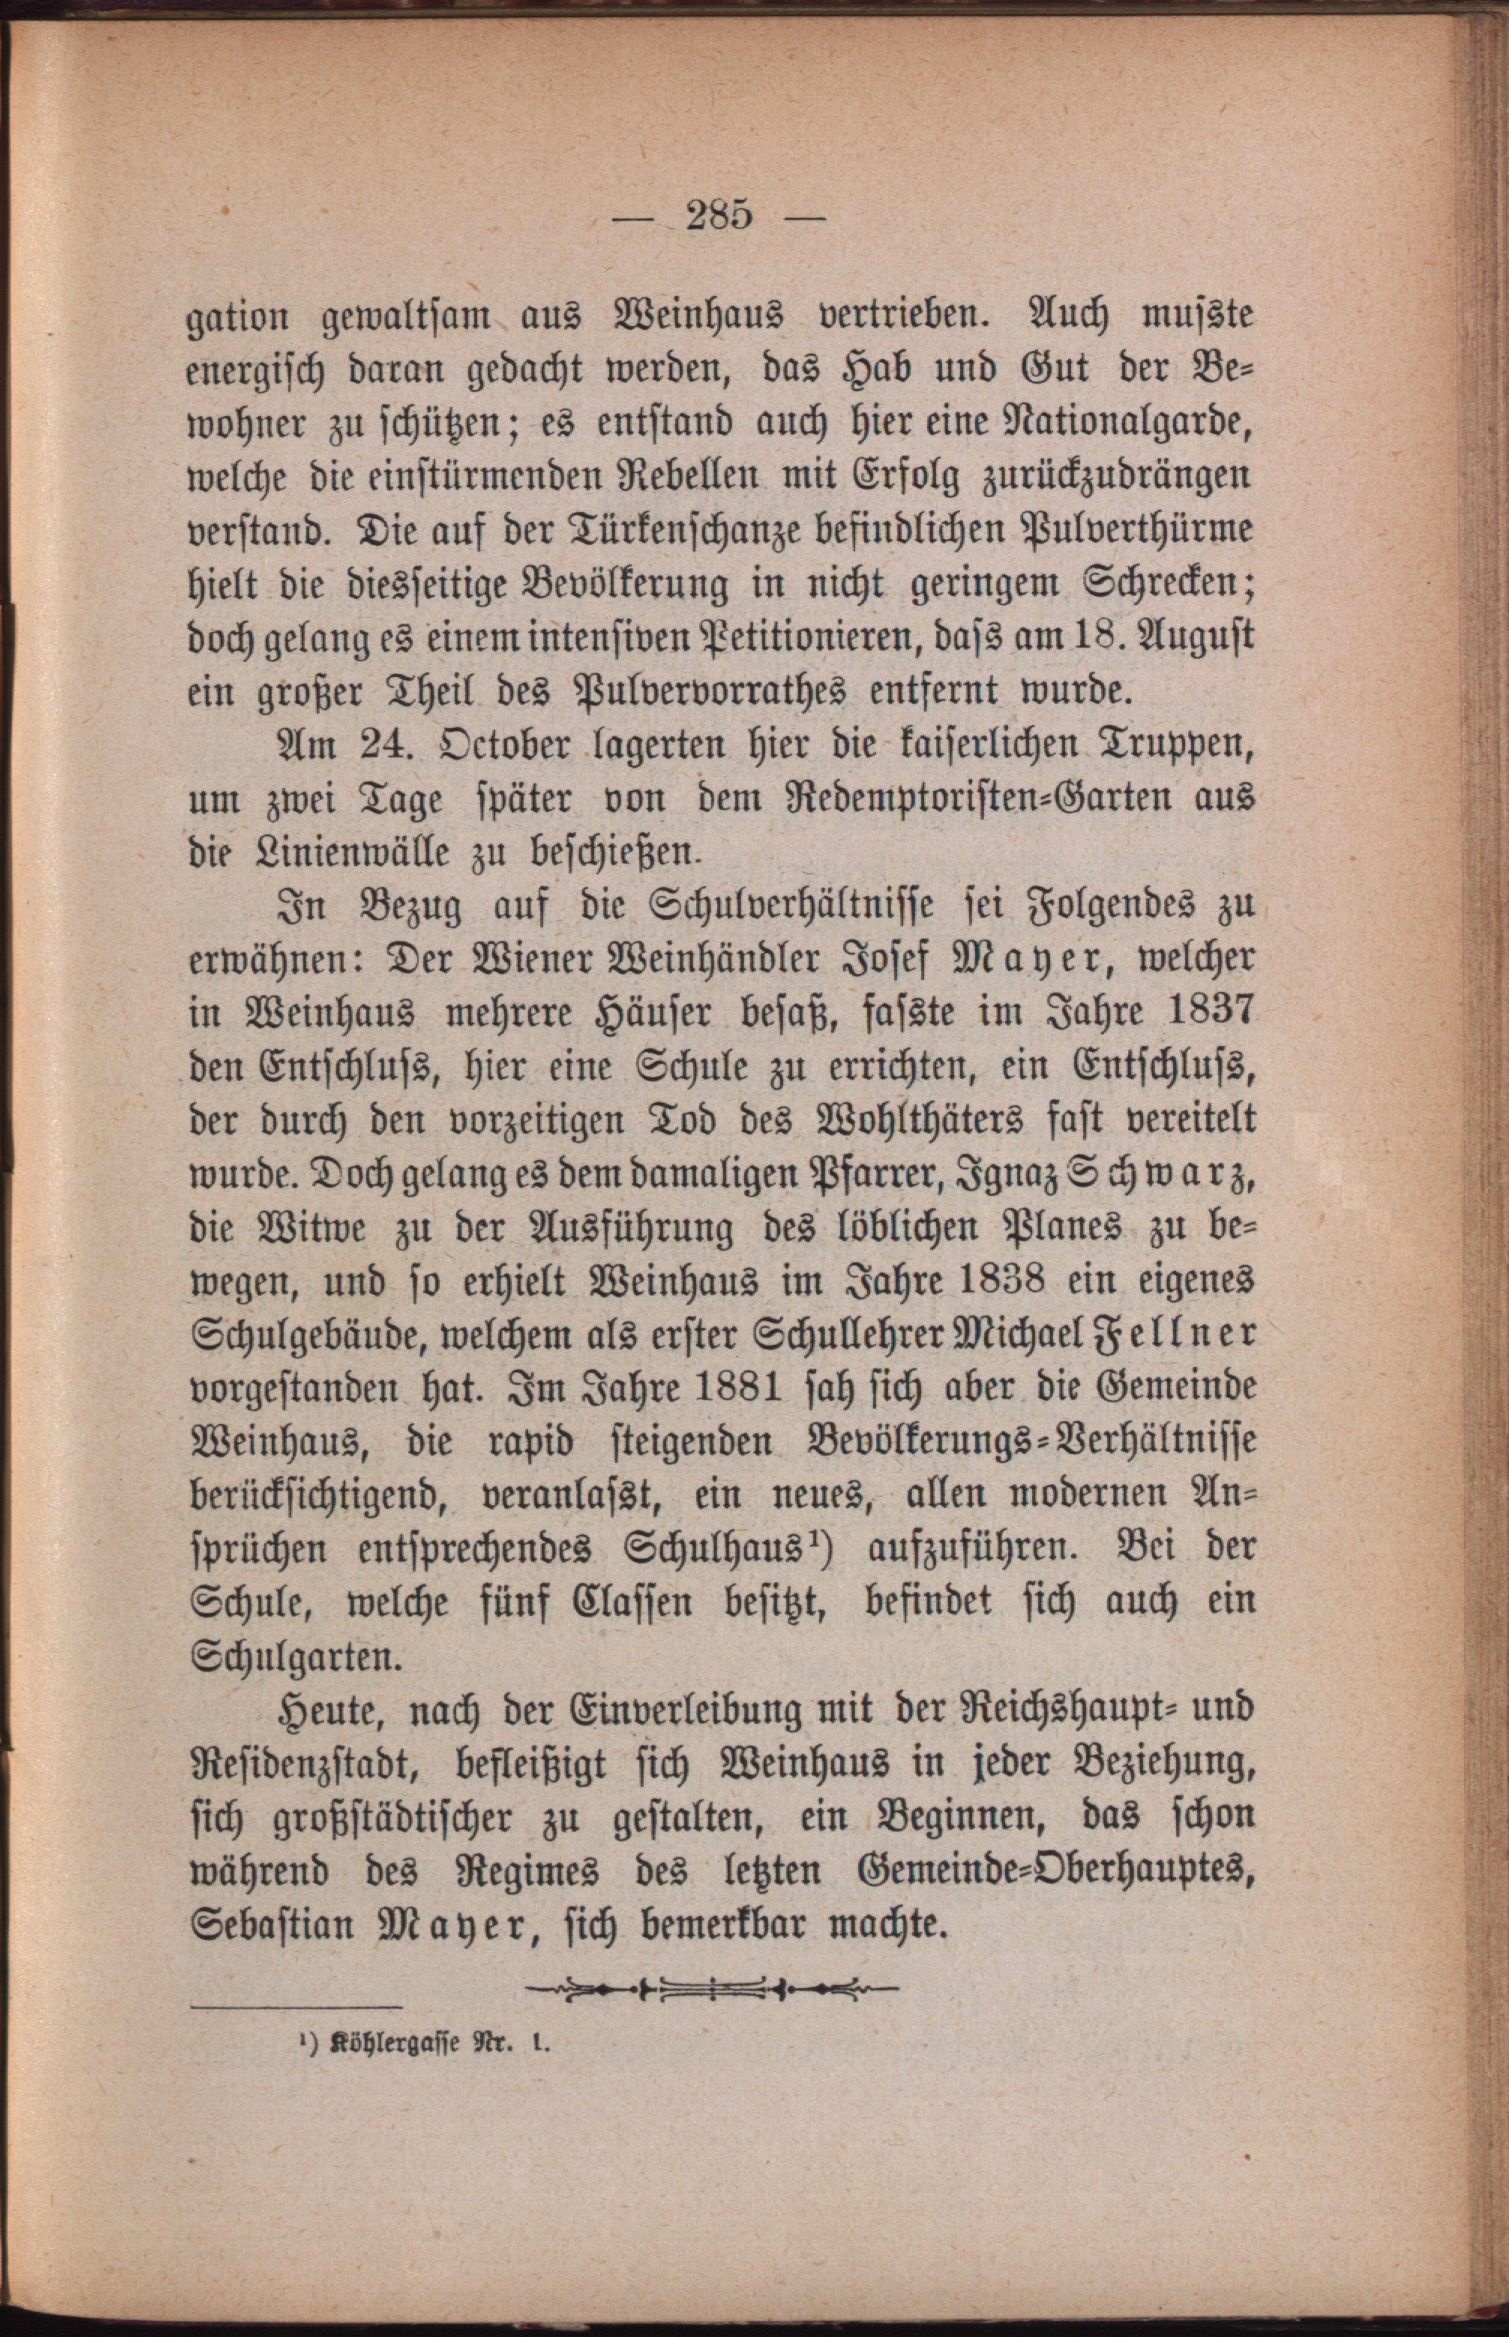 — 285 —
gation gewaltsam aus Weinhaus vertrieben. Auch musste
energisch daran gedacht werden, das Hab und Gut der Be-
wohner zu schützen; es entstand auch hier eine Nationalgarde,
welche die einstürmenden Rebellen mit Erfolg zurückzudrängen
verstand. Die auf der Türkenschanze befindlichen Pulverthürme
hielt die diesseitige Bevölkerung in nicht geringem Schrecken;
doch gelang es einem intensiven Petitionieren, dass am 18. August
ein großer Theil des Pulvervorrathes entfernt wurde.
Am 24. October lagerten hier die kaiserlichen Truppen,
um zwei Tage später von dem Redemptoristen-Garten aus
die Linienwälle zu beschießen.
In Bezug auf die Schulverhältnisse sei Folgendes zu
erwähnen: Der Wiener Weinhändler Josef Mayer, welcher
in Weinhaus mehrere Häuser besaß, fasste im Jahre 1837
den Entschluss, hier eine Schule zu errichten, ein Entschluss,
der durch den vorzeitigen Tod des Wohlthäters fast vereitelt
wurde. Doch gelang es dem damaligen Pfarrer, Ignaz Schwarz,
die Witwe zu der Ausführung des löblichen Planes zu be-
wegen, und so erhielt Weinhaus im Jahre 1838 ein eigenes
Schulgebäude, welchem als erster Schullehrer Michael Fellner
vorgestanden hat. Im Jahre 1881 sah sich aber die Gemeinde
Weinhaus, die rapid steigenden Bevölkerungs-Verhältnisse
berücksichtigend, veranlasst, ein neues, allen modernen An-
sprüchen entsprechendes Schulhaus¹) aufzuführen. Bei der
Schule, welche fünf Classen besitzt, befindet sich auch ein
Schulgarten.
Heute, nach der Einverleibung mit der Reichshaupt- und
Residenzstadt, befleißigt sich Weinhaus in jeder Beziehung,
sich großstädtischer zu gestalten, ein Beginnen, das schon
während des Regimes des letzten Gemeinde-Oberhauptes,
Sebastian Mayer, sich bemerkbar machte.
¹) Köhlergasse Nr. 1.